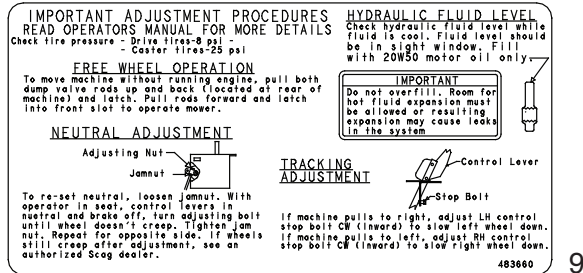 IMPORTANT ADJUSTMENT PROCEDURES
READ OPERATORS MANUAL FOR MORE DETAILS
Check tire pressure - Drive tires-8 psi -
- Caster tires-25 psi
FREE WHEEL OPERATION
To move machine without running engine, pull both
dump valve rods up and back (located at rear of
machine) and latch. Pull rods forward and latch
into front slot to operate mower.
HYDRAULIC FLUID LEVEL
Check hydraulic fluid level while
fluid is cool. Fluid level should
be in sight window. Fill
with 20W50 motor oil only.
IMPORTANT
Do not overfill. Room for
hot fluid expansion must
be allowed or resulting
expansion may cause leaks
in the system
NEUTRAL ADJUSTMENT
Adjusting Nut
Jamnut
To re-set neutral, loosen jamnut. With
operator in seat, control levers in
nuetral and brake off, turn adjusting bolt
until wheel doesn't creep. Tighten jam
nut. Repeat for opposite side. If wheels
still creep after adjustment, see an
authorized Scag dealer.
TRACKING
ADJUSTMENT
Control Lever
Stop Bolt
If machine pulls to right, adjust LH control
stop bolt CW (Inward) to slow left wheel down.
If machine pulls to left, adjust RH control
stop bolt CW (Inward) to slow right wheel down.
483660
9